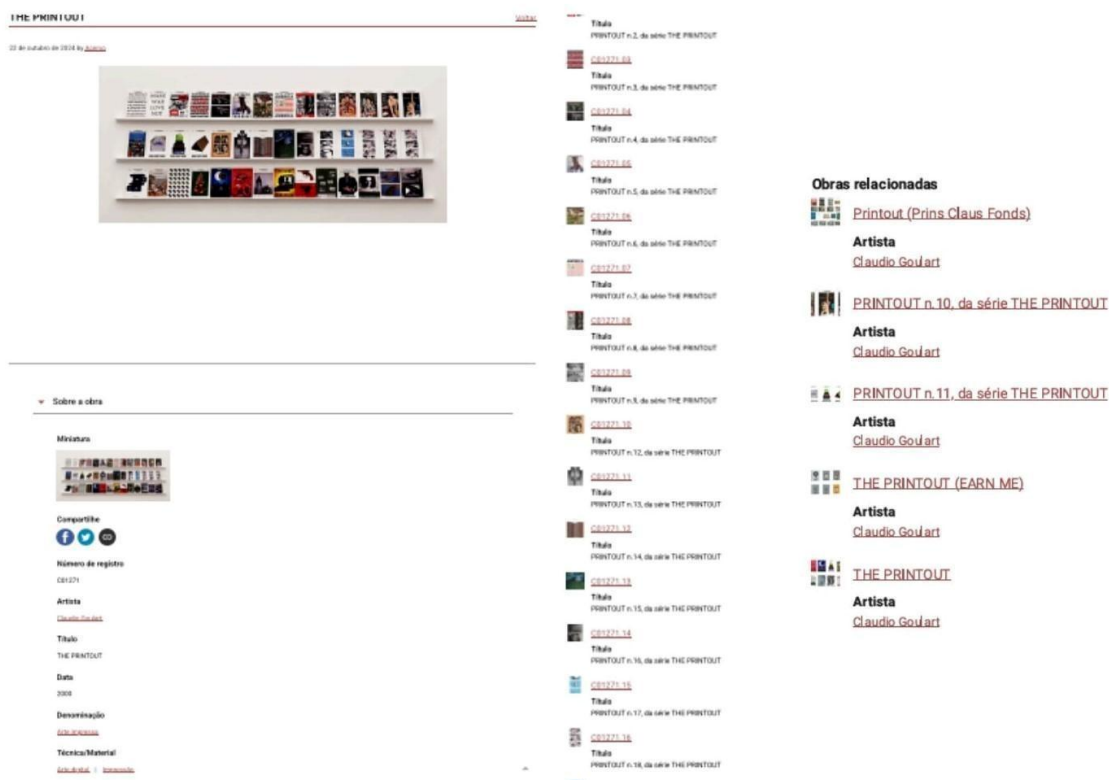 THE PRINTOUT
Voltar
22 de outubro de 2024 by Acervo
Sobre a obra
Miniatura
Compartilhe
Número de registro
C01271
Artista
Claudio Goulart
Título
THE PRINTOUT
Data
2000
Denominação
Arte impressa
Técnica/Material
Arte digital | Impressão
Título
PRINTOUT n.2, da série THE PRINTOUT
C01271.03
Título
PRINTOUT n.3, da série THE PRINTOUT
C01271.04
Título
PRINTOUT n.4, da série THE PRINTOUT
C01271.05
Título
PRINTOUT n.5, da série THE PRINTOUT
C01271.06
Título
PRINTOUT n.6, da série THE PRINTOUT
C01271.07
Título
PRINTOUT n.7, da série THE PRINTOUT
C01271.08
Título
PRINTOUT n.8, da série THE PRINTOUT
C01271.09
Título
PRINTOUT n.9, da série THE PRINTOUT
C01271.10
Título
PRINTOUT n.12, da série THE PRINTOUT
C01271.11
Título
PRINTOUT n.13, da série THE PRINTOUT
C01271.12
Título
PRINTOUT n.14, da série THE PRINTOUT
C01271.13
Título
PRINTOUT n.15, da série THE PRINTOUT
C01271.14
Título
PRINTOUT n.16, da série THE PRINTOUT
C01271.15
Título
PRINTOUT n.17, da série THE PRINTOUT
C01271.16
Título
PRINTOUT n.18, da série THE PRINTOUT
Obras relacionadas
Printout (Prins Claus Fonds)
Artista
Claudio Goulart
PRINTOUT n.10, da série THE PRINTOUT
Artista
Claudio Goulart
PRINTOUT n.11, da série THE PRINTOUT
Artista
Claudio Goulart
THE PRINTOUT (EARN ME)
Artista
Claudio Goulart
THE PRINTOUT
Artista
Claudio Goulart